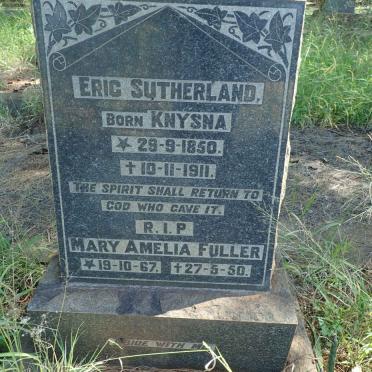 ERIC SUTHERLAND.
BORN KNYSNA
★ 29-9-1850.
✝ 10-11-1911.
THE SPIRIT SHALL RETURN TO
GOD WHO GAVE IT.
R.I.P
MARY AMELIA FULLER
★ 19-10-67. ✝ 27-5-50.
WITH